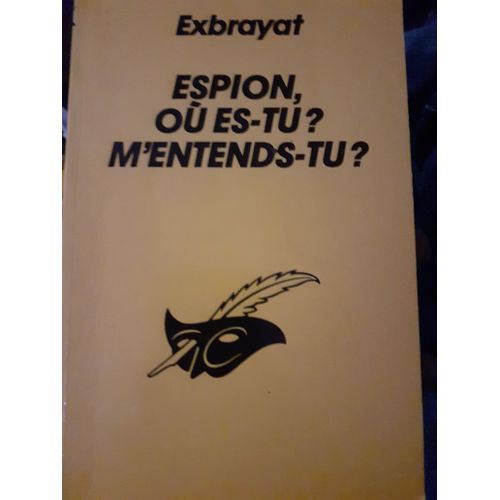 Exbrayat
ESPION,
OÙ ES-TU?
M'ENTENDS-TU?